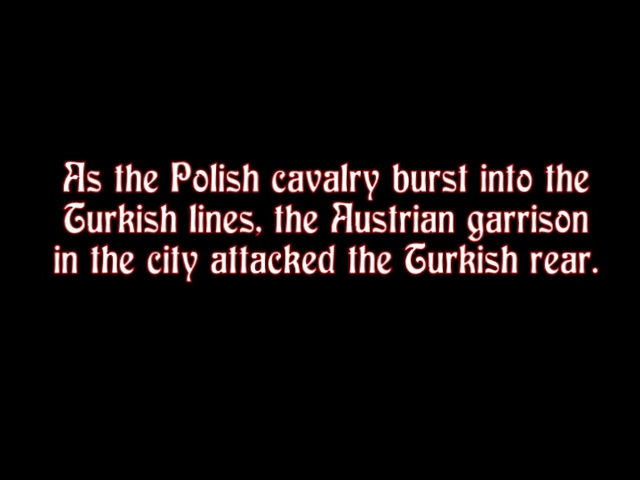 As the Polish cavalry burst into the
Turkish lines, the Austrian garrison
in the city attacked the Turkish rear.